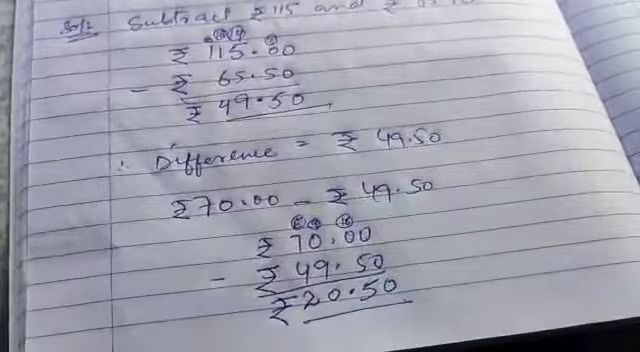 Soln: Subtract ₹115 and ₹
₹ 115.00
- ₹ 65.50
₹ 49.50
∴ Difference = ₹ 49.50
₹70.00 - ₹ 49.50
₹ 70.00
- ₹ 49.50
₹20.50